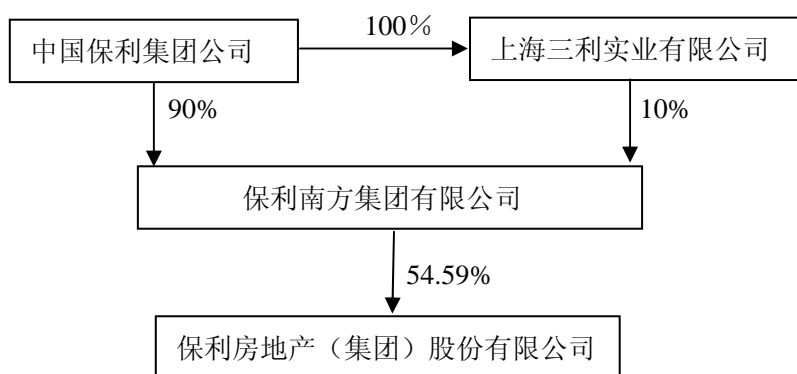 100％
中国保利集团公司
上海三利实业有限公司
90%
10%
保利南方集团有限公司
54.59%
保利房地产（集团）股份有限公司